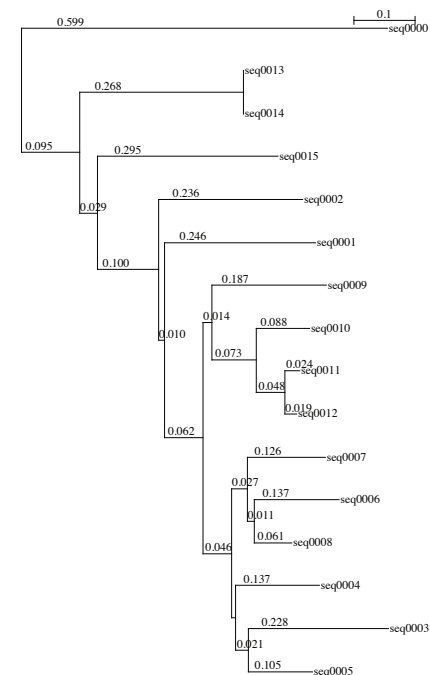 0.1
0.599
seq0000
seq0013
0.268
seq0014
0.095
0.295
seq0015
0.236
seq0002
0.029
0.246
seq0001
0.100
0.187
seq0009
0.014
0.088
seq0010
0.010
0.073
0.024
seq0011
0.048
0.019
seq0012
0.062
0.126
seq0007
0.027
0.137
seq0006
0.011
0.061
seq0008
0.046
0.137
seq0004
0.228
seq0003
0.021
0.105
seq0005